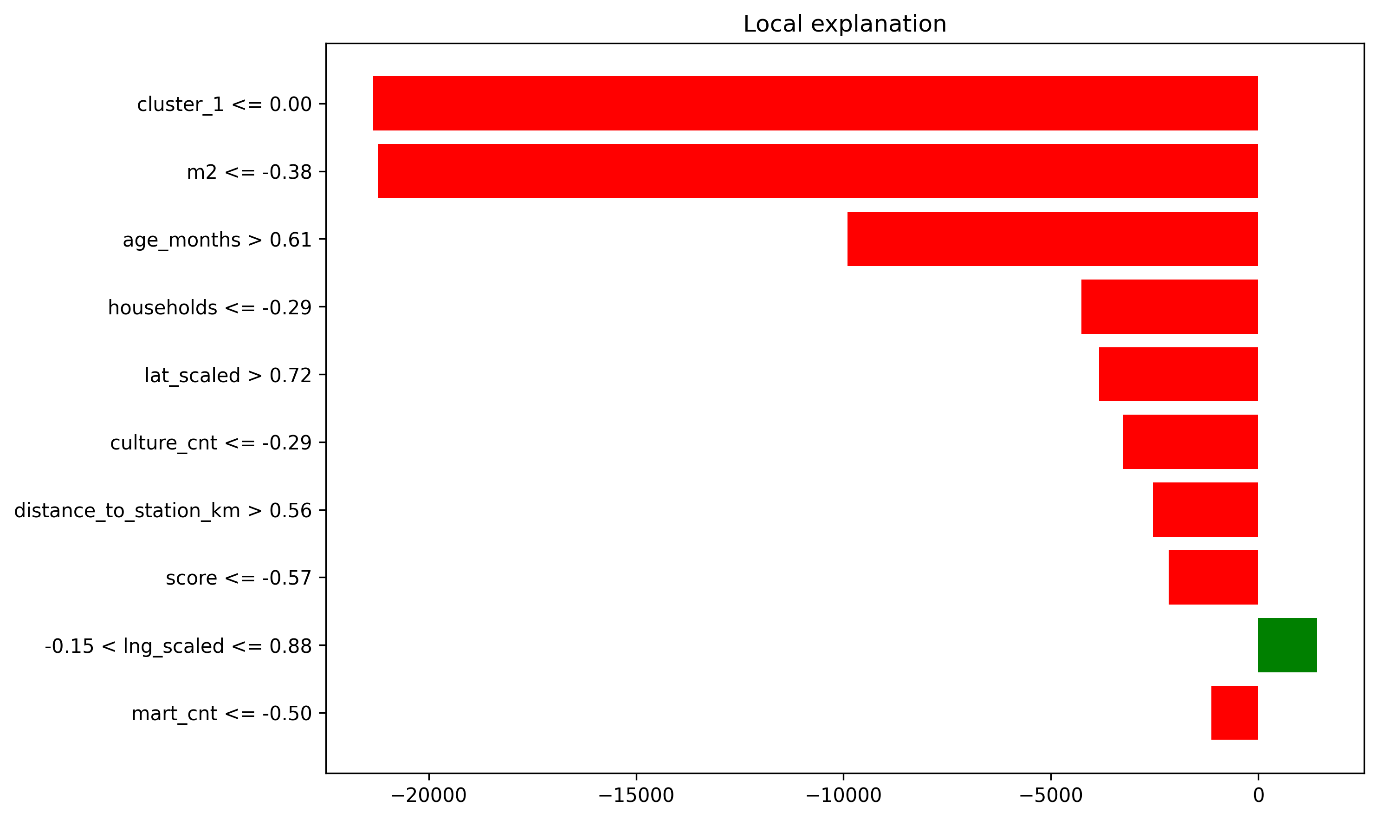 Local explanation
cluster_1 <= 0.00
m2 <= -0.38
age_months > 0.61
households <= -0.29
lat_scaled > 0.72
culture_cnt <= -0.29
distance_to_station_km > 0.56
score <= -0.57
-0.15 < lng_scaled <= 0.88
mart_cnt <= -0.50
−20000 −15000 −10000 −5000 0